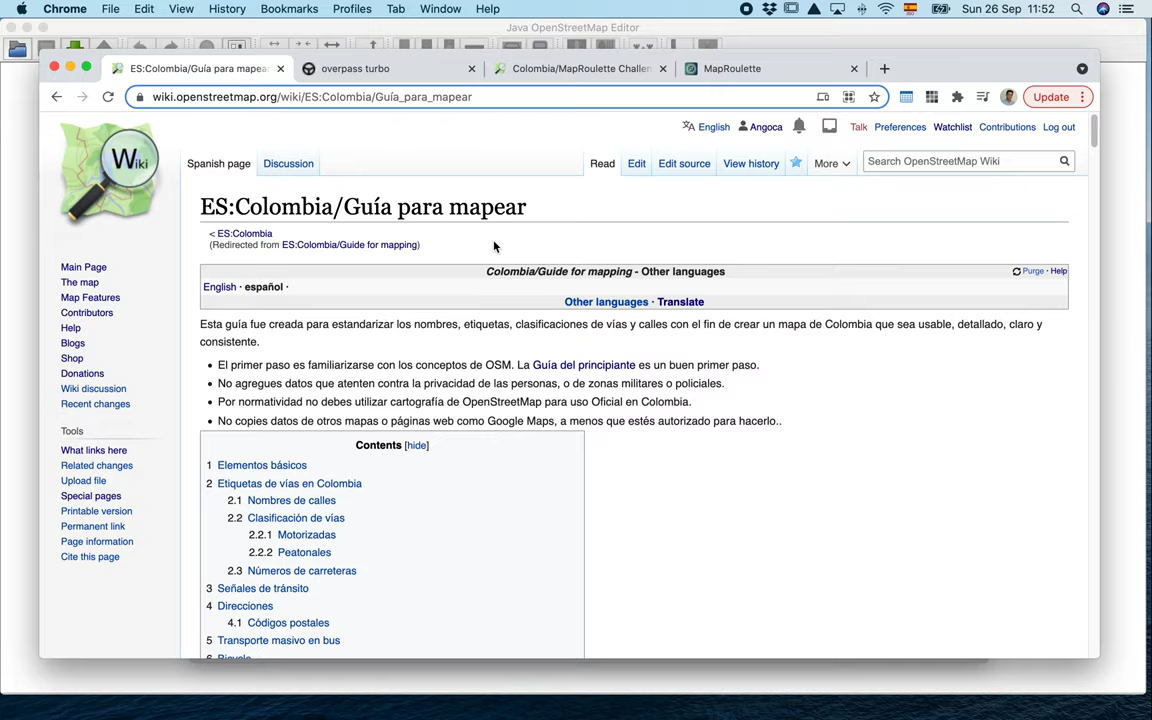 Chrome File Edit View History Bookmarks Profiles Tab Window Help Sun 26 Sep 11:52
Java OpenStreetMap Editor
ES:Colombia/Guía para mapear overpass turbo Colombia/MapRoulette Challen MapRoulette
wiki.openstreetmap.org/wiki/ES:Colombia/Guía_para_mapear Update
English Angoca Talk Preferences Watchlist Contributions Log out
Wiki
Spanish page Discussion Read Edit Edit source View history More Search OpenStreetMap Wiki
ES:Colombia/Guía para mapear
< ES:Colombia
(Redirected from ES:Colombia/Guide for mapping)
Colombia/Guide for mapping - Other languages Purge · Help
English · español ·
Other languages · Translate
Esta guía fue creada para estandarizar los nombres, etiquetas, clasificaciones de vías y calles con el fin de crear un mapa de Colombia que sea usable, detallado, claro y
consistente.
• El primer paso es familiarizarse con los conceptos de OSM. La Guía del principiante es un buen primer paso.
• No agregues datos que atenten contra la privacidad de las personas, o de zonas militares o policiales.
• Por normatividad no debes utilizar cartografía de OpenStreetMap para uso Oficial en Colombia.
• No copies datos de otros mapas o páginas web como Google Maps, a menos que estés autorizado para hacerlo..
Contents [hide]
1 Elementos básicos
2 Etiquetas de vías en Colombia
2.1 Nombres de calles
2.2 Clasificación de vías
2.2.1 Motorizadas
2.2.2 Peatonales
2.3 Números de carreteras
3 Señales de tránsito
4 Direcciones
4.1 Códigos postales
5 Transporte masivo en bus
6 Bicycle
Main Page
The map
Map Features
Contributors
Help
Blogs
Shop
Donations
Wiki discussion
Recent changes
Tools
What links here
Related changes
Upload file
Special pages
Printable version
Permanent link
Page information
Cite this page